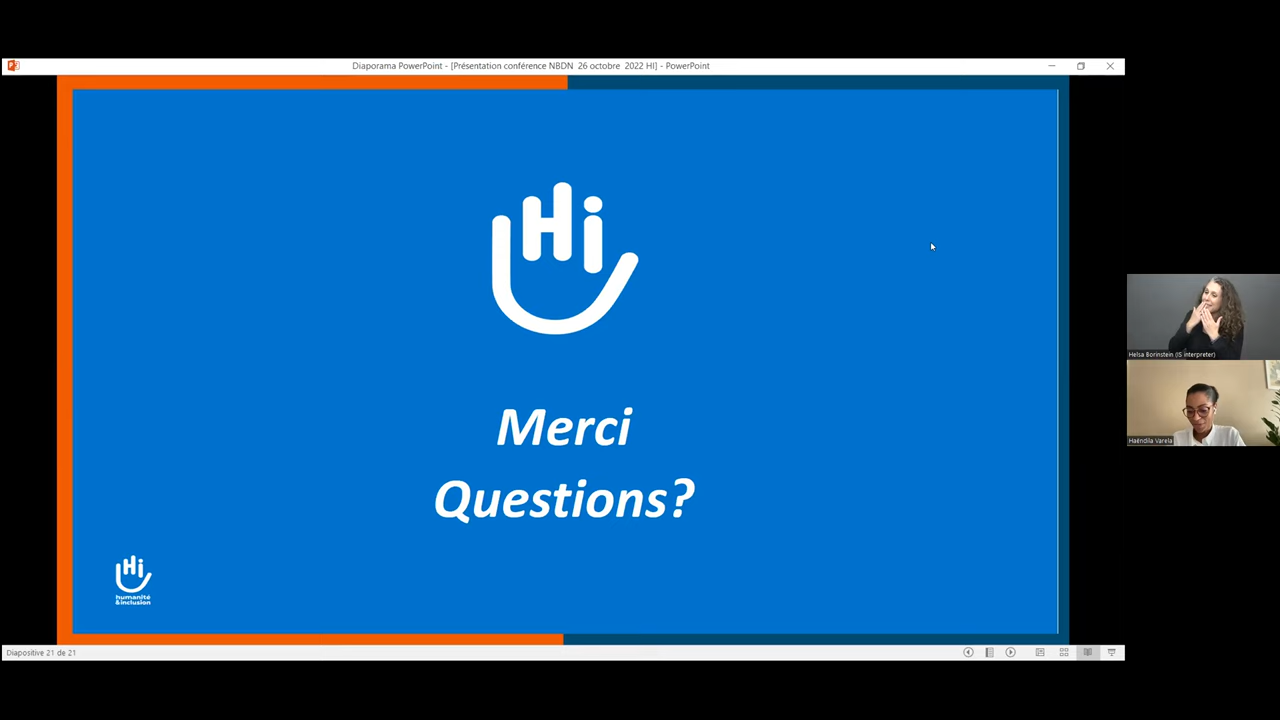 Diaporama PowerPoint - [Présentation conférence NBDN 26 octobre 2022 HI] - PowerPoint
Hi
Merci
Questions?
Hi
humanité
&inclusion
Helsa Borinstein (IS interpreter)
Haëndila Varela
Diapositive 21 de 21